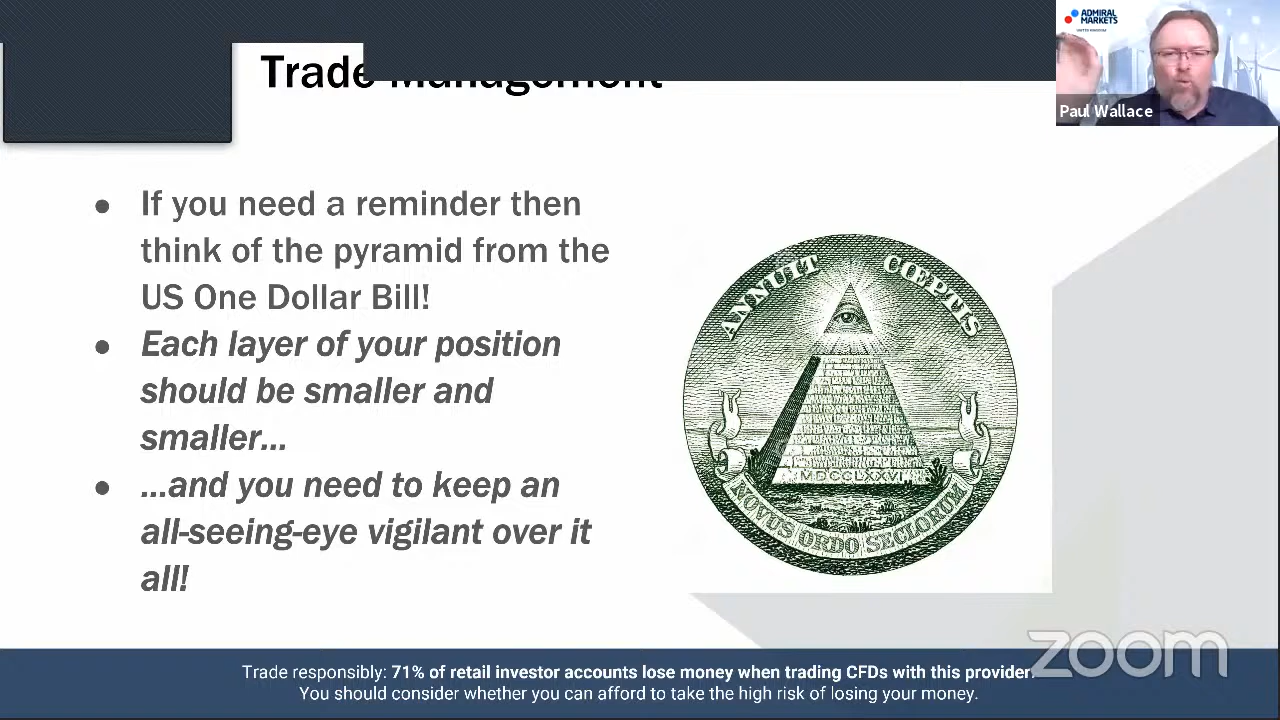 ADMIRAL
MARKETS
UNITED KINGDOM
Paul Wallace
Trade Management
● If you need a reminder then
think of the pyramid from the
US One Dollar Bill!
● Each layer of your position
should be smaller and
smaller...
● ...and you need to keep an
all-seeing-eye vigilant over it
all!
ANNUIT CŒPTIS
MDCCLXXVI
NOVUS ORDO SECLORUM
zoom
Trade responsibly: 71% of retail investor accounts lose money when trading CFDs with this provider.
You should consider whether you can afford to take the high risk of losing your money.